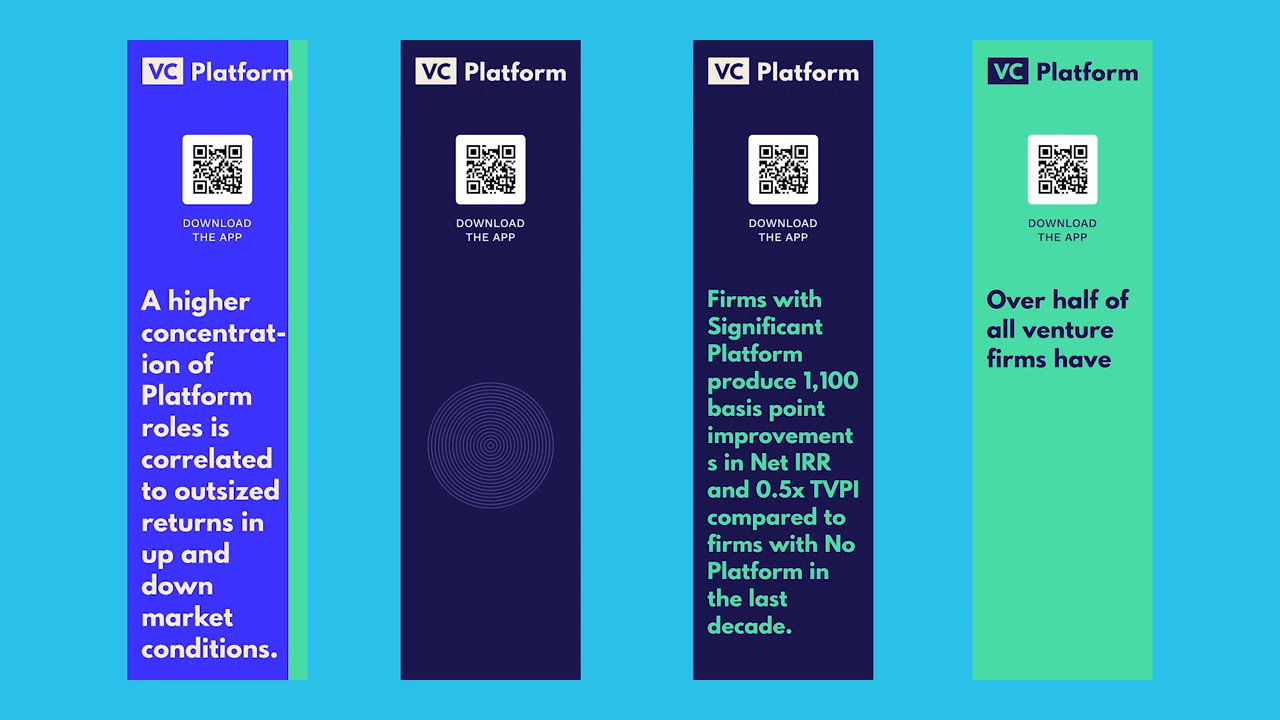 VC Platform
DOWNLOAD
THE APP
A higher
concentrat-
ion of
Platform
roles is
correlated
to outsized
returns in
up and
down
market
conditions.
VC Platform
DOWNLOAD
THE APP
VC Platform
DOWNLOAD
THE APP
Firms with
Significant
Platform
produce 1,100
basis point
improvement
s in Net IRR
and 0.5x TVPI
compared to
firms with No
Platform in
the last
decade.
VC Platform
DOWNLOAD
THE APP
Over half of
all venture
firms have